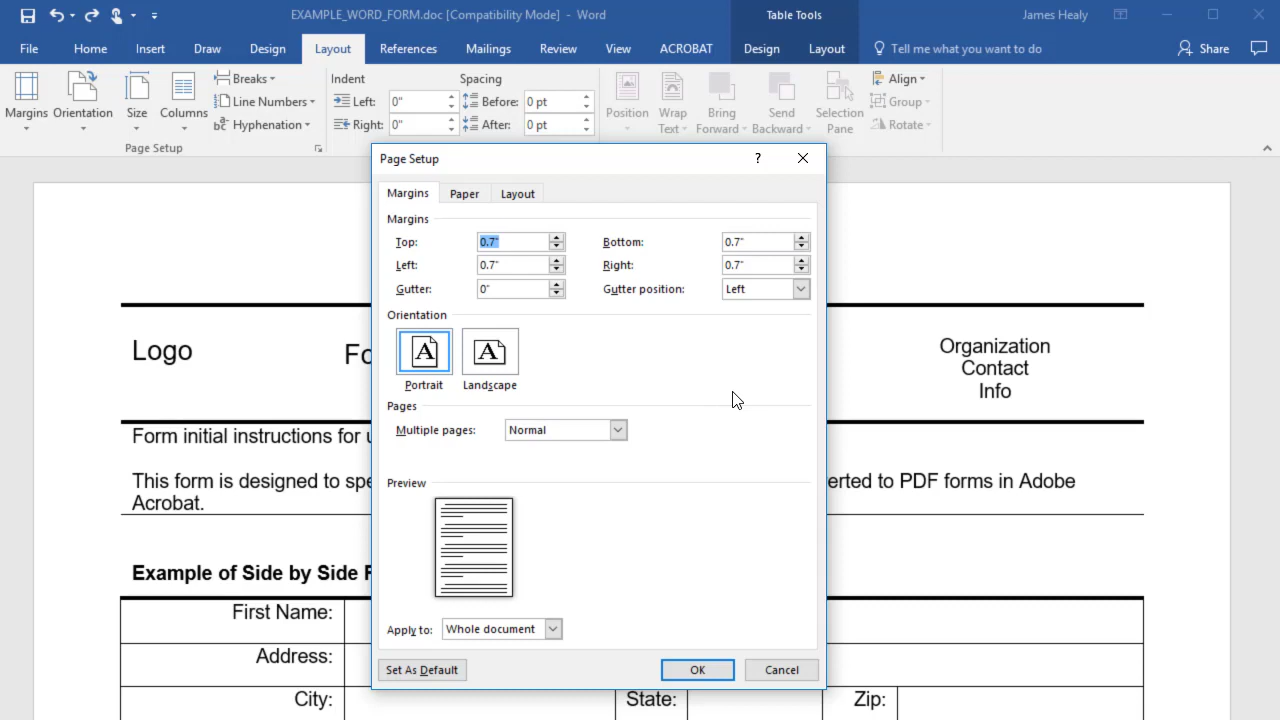 EXAMPLE_WORD_FORM.doc [Compatibility Mode] - Word
Table Tools
James Healy
File Home Insert Draw Design Layout References Mailings Review View ACROBAT Design Layout Tell me what you want to do Share
Margins Orientation Size Columns
Breaks
Line Numbers
Hyphenation
Page Setup
Indent Spacing
Left: 0" Before: 0 pt
Right: 0" After: 0 pt
Position Wrap Text Bring Forward Send Backward Selection Pane
Align
Group
Rotate
Page Setup ?
Margins Paper Layout
Margins
Top: 0.7" Bottom: 0.7"
Left: 0.7" Right: 0.7"
Gutter: 0" Gutter position: Left
Orientation
A A
Portrait Landscape
Pages
Multiple pages: Normal
Preview
Apply to: Whole document
Set As Default OK Cancel
Logo
Organization
Contact
Info
Form initial instructions for
This form is designed to
to PDF forms in Adobe
Acrobat.
Example of Side by Side
First Name:
Address:
City: State: Zip: